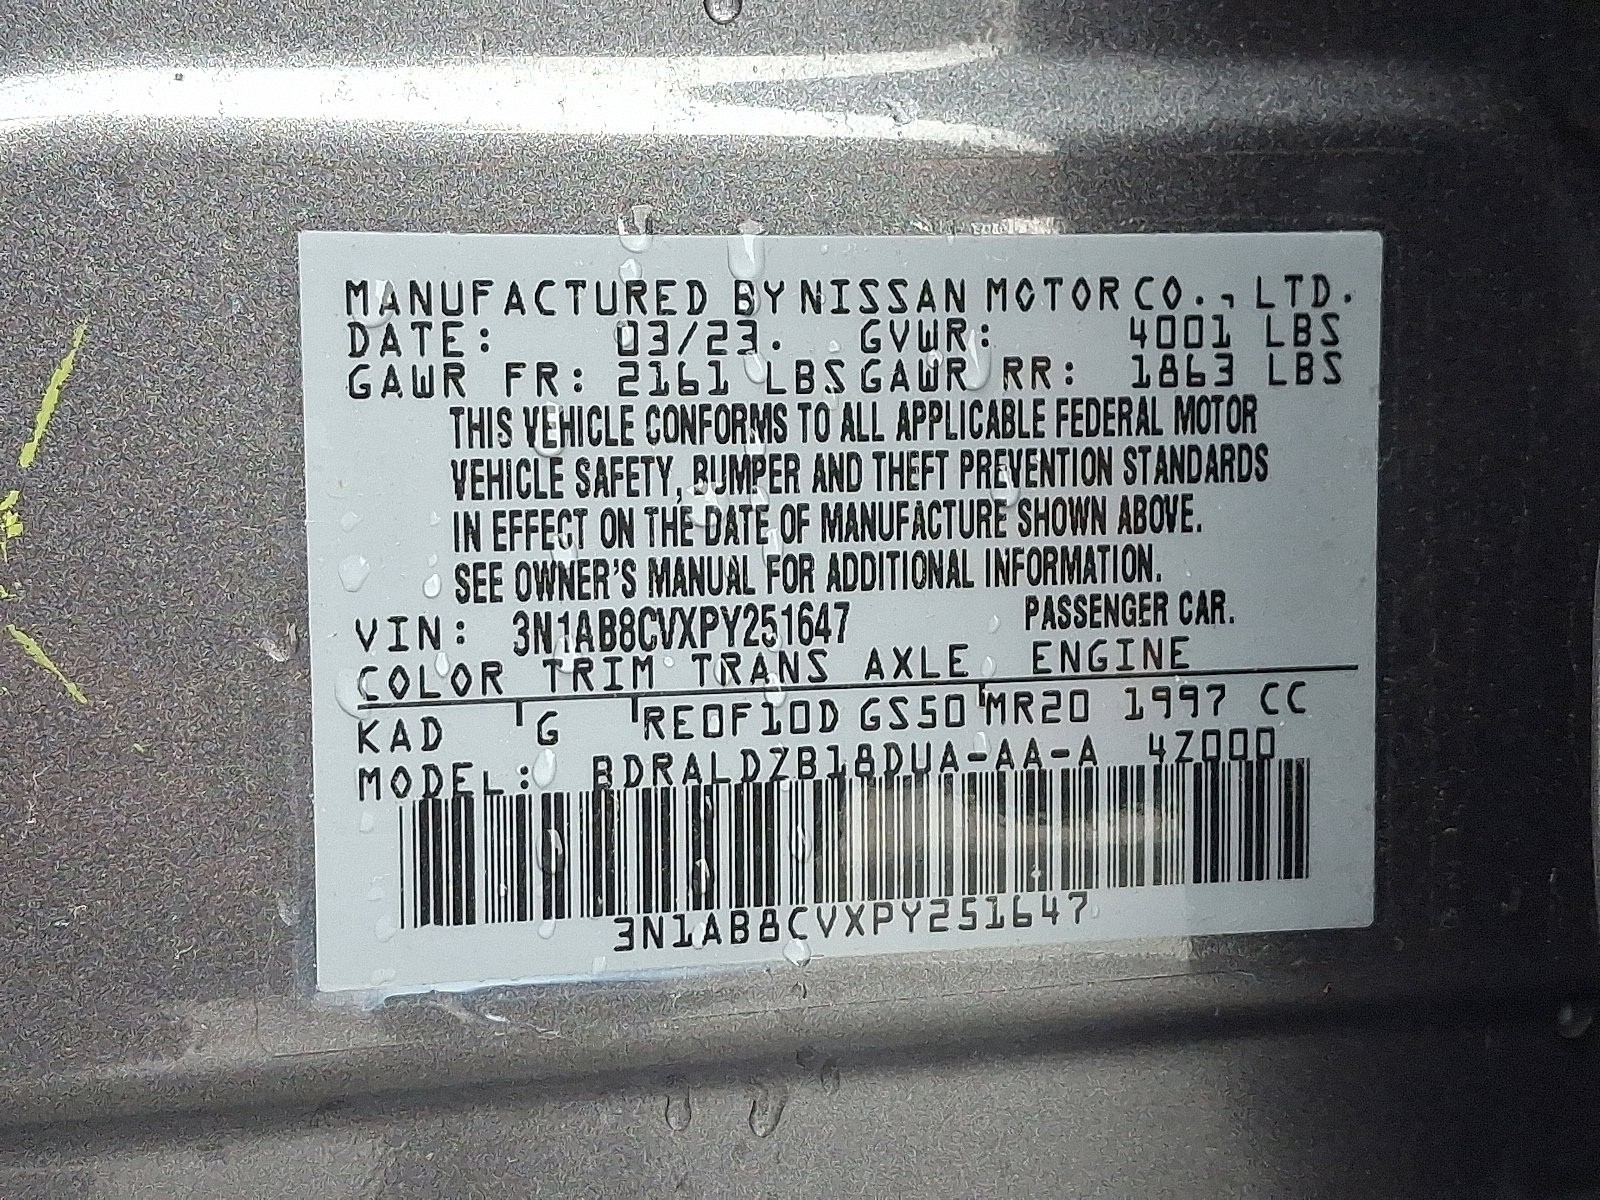 MANUFACTURED BY NISSAN MOTOR CO., LTD.
DATE: 03/23. GVWR: 4001 LBS
GAWR FR: 2161 LBS GAWR RR: 1863 LBS
THIS VEHICLE CONFORMS TO ALL APPLICABLE FEDERAL MOTOR
VEHICLE SAFETY, BUMPER AND THEFT PREVENTION STANDARDS
IN EFFECT ON THE DATE OF MANUFACTURE SHOWN ABOVE.
SEE OWNER'S MANUAL FOR ADDITIONAL INFORMATION.
VIN: 3N1AB8CVXPY251647 PASSENGER CAR.
COLOR TRIM TRANS AXLE ENGINE
KAD G RE0F10D GS50 MR20 1997 CC
MODEL: BDRALDZB18DUA-AA-A 4Z000
3N1AB8CVXPY251647